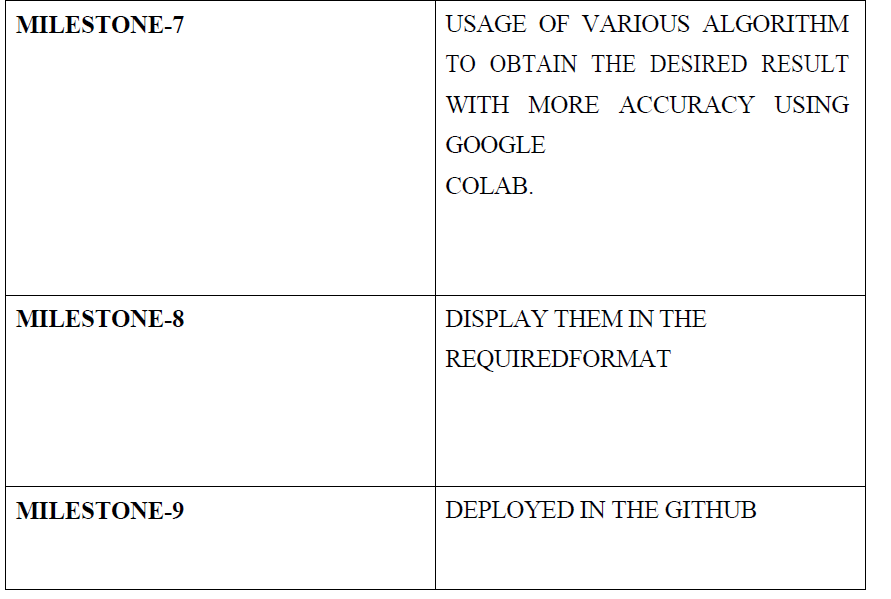 MILESTONE-7
USAGE OF VARIOUS ALGORITHM
TO OBTAIN THE DESIRED RESULT
WITH MORE ACCURACY USING
GOOGLE
COLAB.
MILESTONE-8
DISPLAY THEM IN THE
REQUIREDFORMAT
MILESTONE-9
DEPLOYED IN THE GITHUB